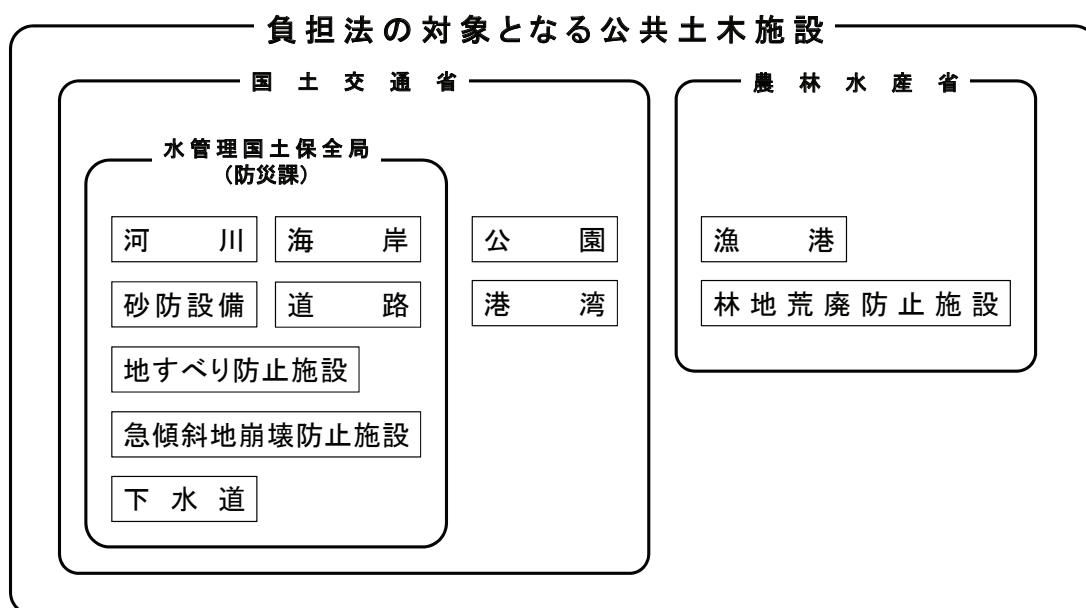 負担法の対象となる公共土木施設
国土交通省
水管理国土保全局
(防災課)
河川
海岸
砂防設備
道路
地すべり防止施設
急傾斜地崩壊防止施設
下水道
公園
港湾
農林水産省
漁港
林地荒廃防止施設